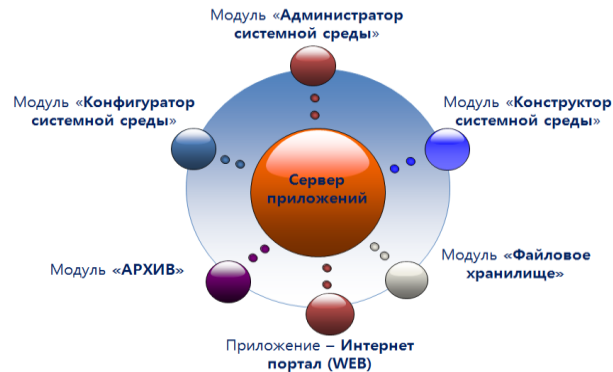 Модуль «Администратор
системной среды»
Модуль «Конфигуратор
системной среды»
Модуль «Конструктор
системной среды»
Сервер
приложений
Модуль «АРХИВ»
Модуль «Файловое
хранилище»
Приложение – Интернет
портал (WEB)